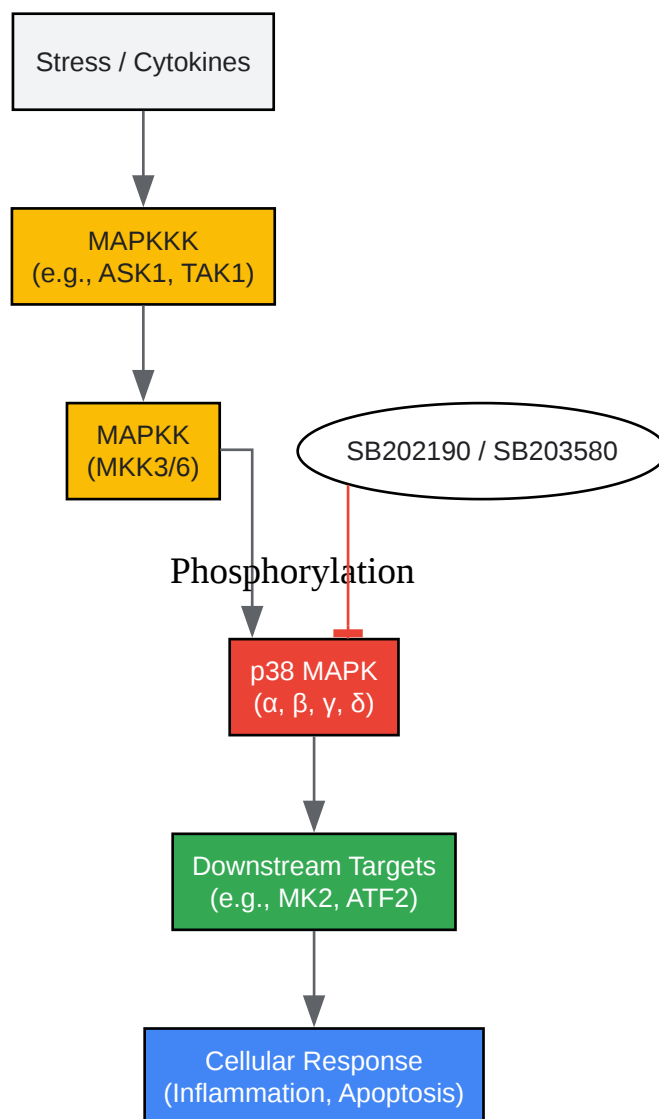 Stress / Cytokines
MAPKKK
(e.g., ASK1, TAK1)
MAPKK
(MKK3/6)
SB202190 / SB203580
Phosphorylation
p38 MAPK
(α, β, γ, δ)
Downstream Targets
(e.g., MK2, ATF2)
Cellular Response
(Inflammation, Apoptosis)